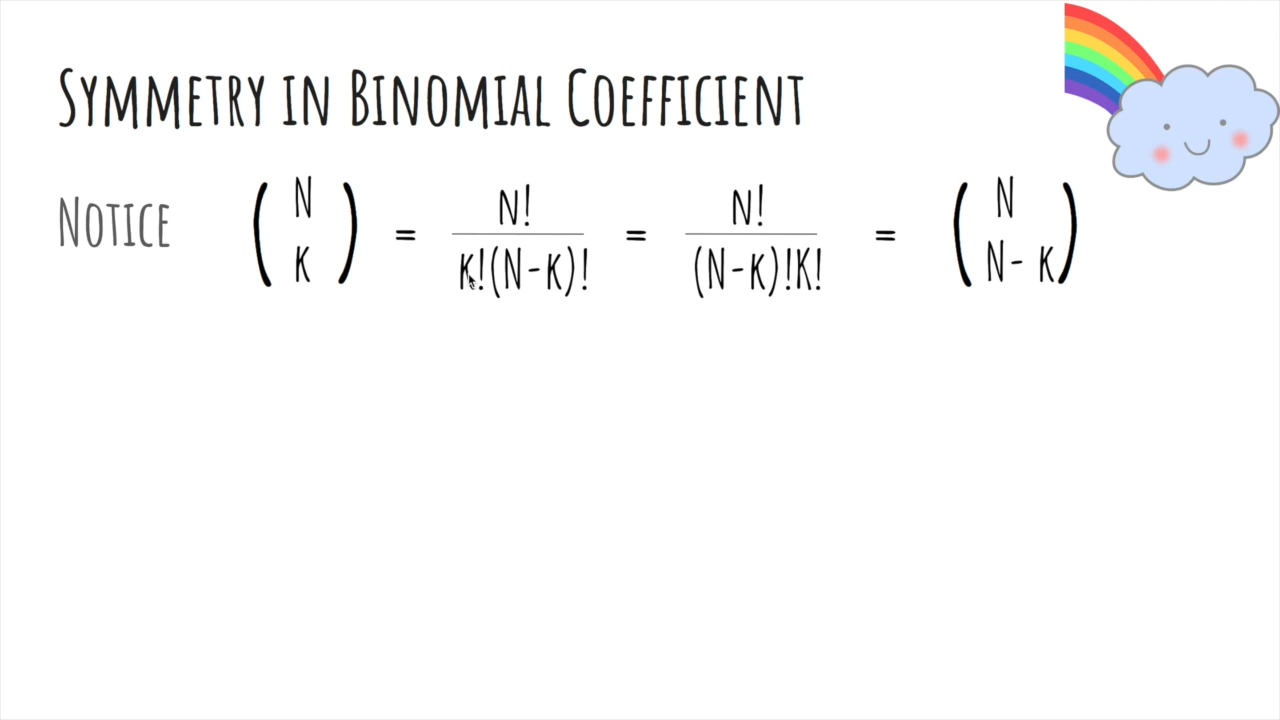 SYMMETRY IN BINOMIAL COEFFICIENT
NOTICE ( N K ) = N! / K!(N-K)! = N! / (N-K)!K! = ( N N-K )